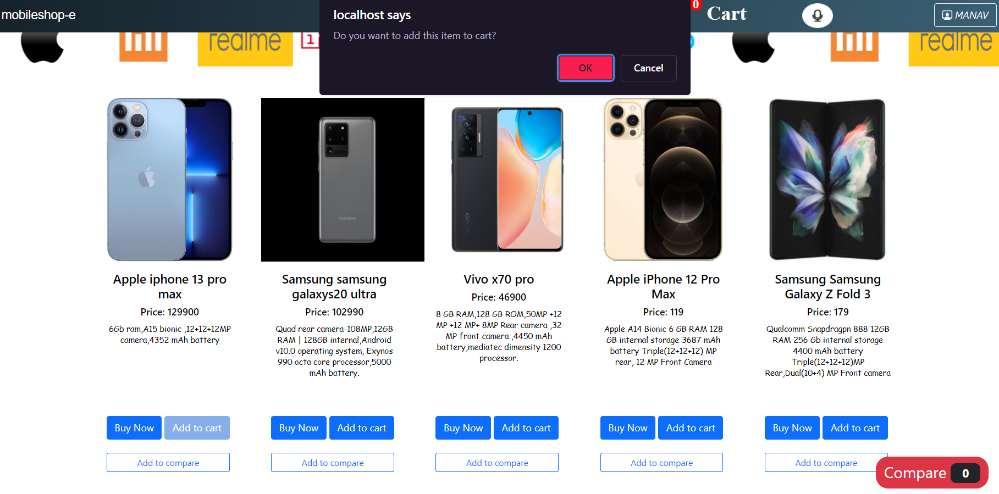 mobileshop-e
localhost says
Do you want to add this item to cart?
OK
Cancel
0
Cart
MANAV
realme
realme
vivo
SAMSUNG
Apple iphone 13 pro
max
Price: 129900
6Gb ram,A15 bionic ,12+12+12MP
camera,4352 mAh battery
Buy Now
Add to cart
Add to compare
Samsung samsung
galaxys20 ultra
Price: 102990
Quad rear camera-108MP,12GB
RAM | 128GB internal,Android
v10.0 operating system, Exynos
990 octa core processor,5000
mAh battery.
Buy Now
Add to cart
Add to compare
Vivo x70 pro
Price: 46900
8 GB RAM,128 GB ROM,50MP +12
MP +12 MP+ 8MP Rear camera ,32
MP front camera ,4450 mAh
battery,mediatec dimensity 1200
processor.
Buy Now
Add to cart
Add to compare
Apple iPhone 12 Pro
Max
Price: 119
Apple A14 Bionic 6 GB RAM 128
GB internal storage 3687 mAh
battery Triple(12+12+12) MP
rear, 12 MP Front Camera
Buy Now
Add to cart
Add to compare
Samsung Samsung
Galaxy Z Fold 3
Price: 179
Qualcomm Snapdragpn 888 12GB
RAM 256 Gb internal storage
4400 mAh battery
Triple(12+12+12)MP
Rear,Dual(10+4) MP Front camera
Buy Now
Add to cart
Add to compare
Compare 0